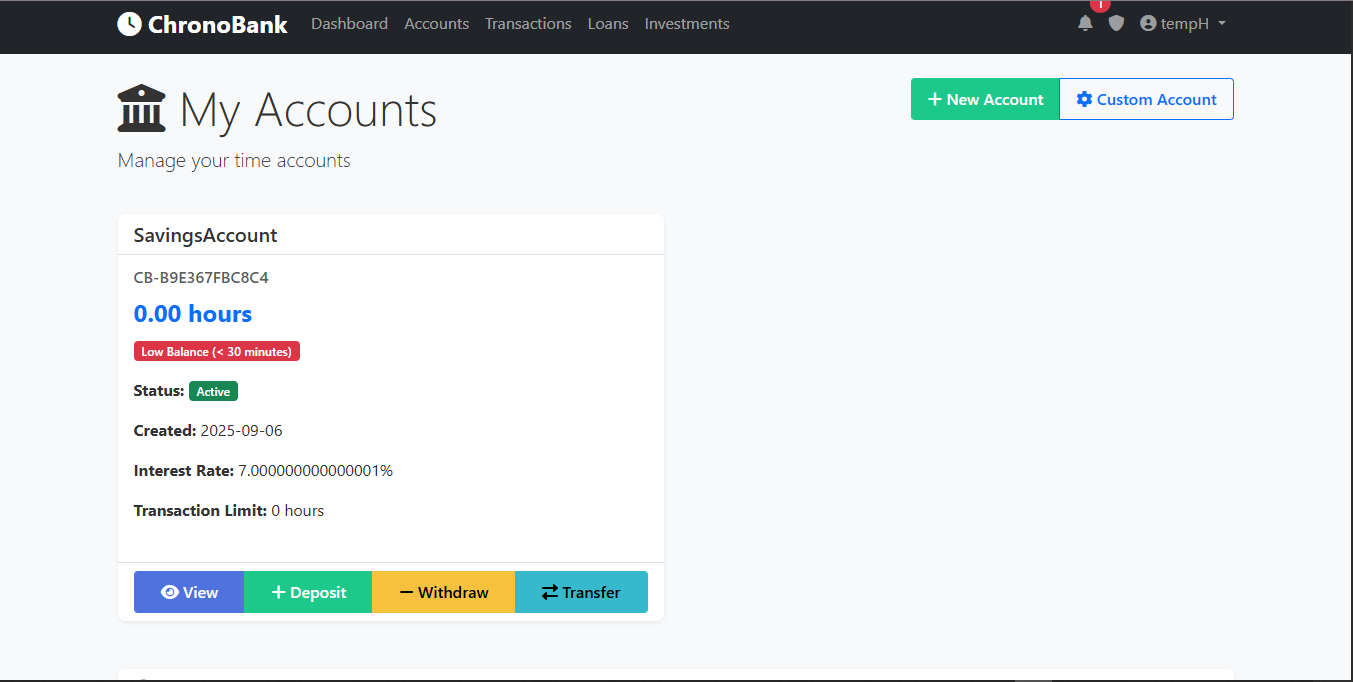 ChronoBank Dashboard Accounts Transactions Loans Investments 1 tempH
My Accounts
+ New Account Custom Account
Manage your time accounts
SavingsAccount
CB-B9E367FBC8C4
0.00 hours
Low Balance (< 30 minutes)
Status: Active
Created: 2025-09-06
Interest Rate: 7.000000000000001%
Transaction Limit: 0 hours
View + Deposit − Withdraw Transfer